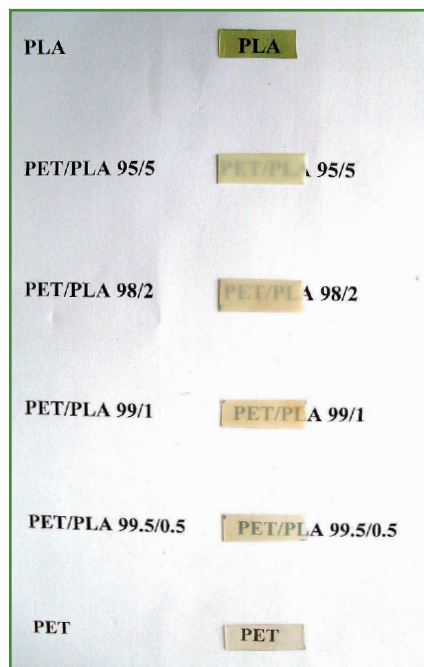 PLA PLA
PET/PLA 95/5 PET/PLA 95/5
PET/PLA 98/2 PET/PLA 98/2
PET/PLA 99/1 PET/PLA 99/1
PET/PLA 99.5/0.5 PET/PLA 99.5/0.5
PET PET